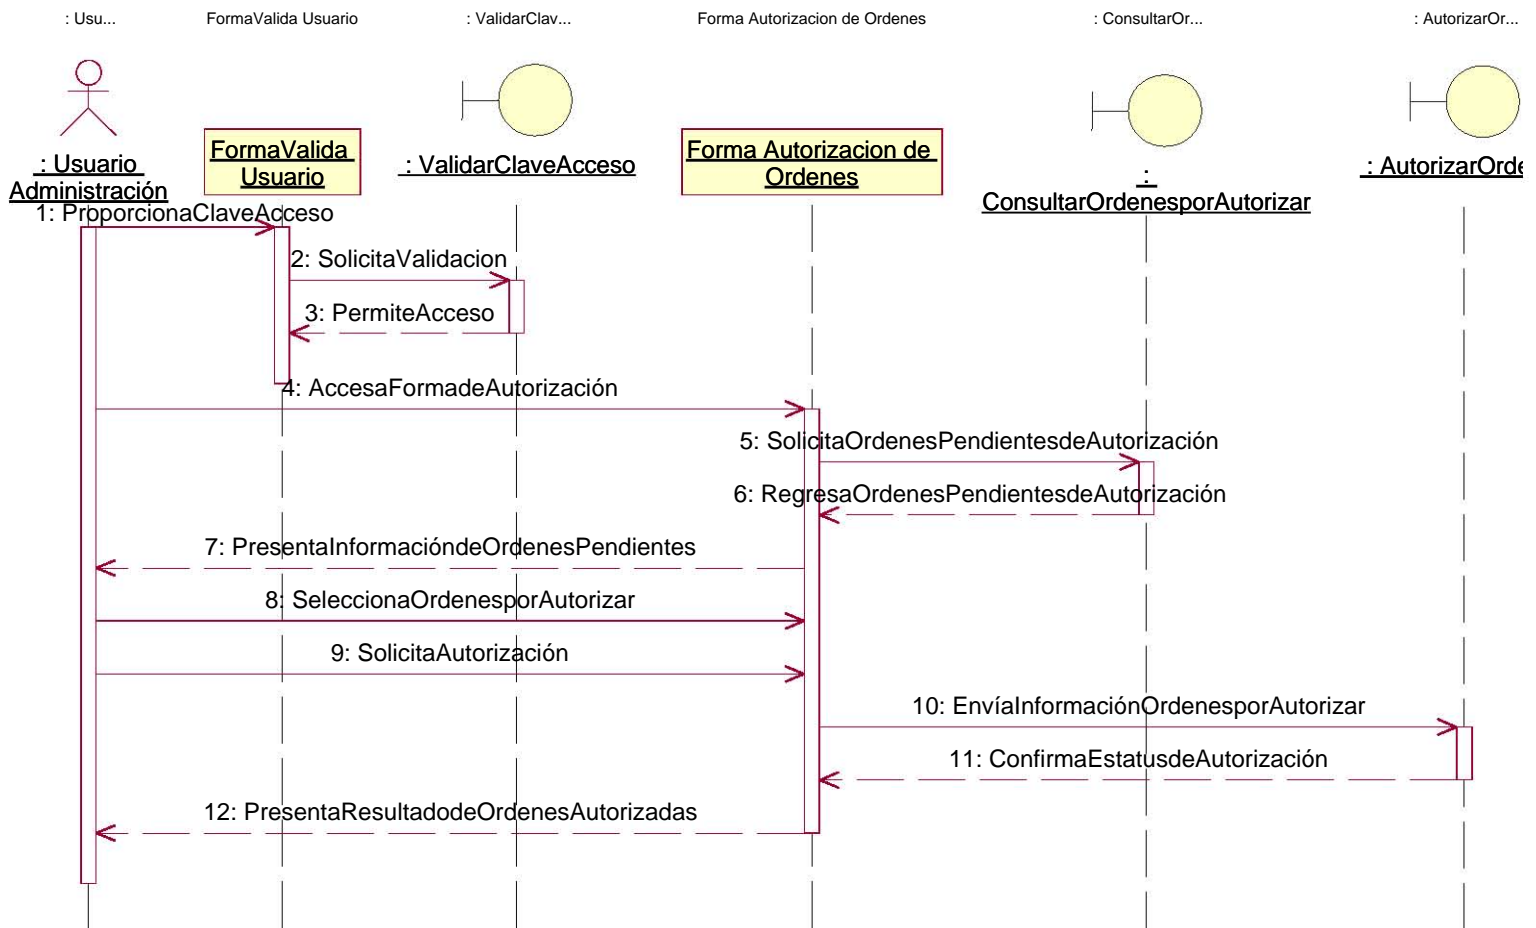 : Usu...
FormaValida Usuario
: ValidarClav...
Forma Autorizacion de Ordenes
: ConsultarOr...
: AutorizarOr...
: Usuario
Administración
FormaValida
Usuario
: ValidarClaveAcceso
Forma Autorizacion de
Ordenes
:
ConsultarOrdenesporAutorizar
: AutorizarOrde
1: ProporcionaClaveAcceso
2: SolicitaValidacion
3: PermiteAcceso
4: AccesaFormadeAutorización
5: SolicitaOrdenesPendientesdeAutorización
6: RegresaOrdenesPendientesdeAutorización
7: PresentaInformacióndeOrdenesPendientes
8: SeleccionaOrdenesporAutorizar
9: SolicitaAutorización
10: EnvíaInformaciónOrdenesporAutorizar
11: ConfirmaEstatusdeAutorización
12: PresentaResultadodeOrdenesAutorizadas